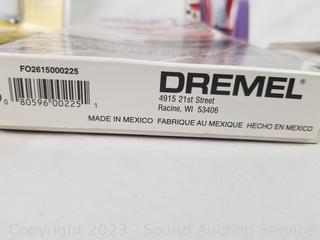 FO2615000225
DREMEL®
4915 21st Street
Racine, WI 53406
0 80596 00225 1
MADE IN MEXICO FABRIQUE AU MEXIQUE HECHO EN MEXICO
Copyright 2023 - Sound Auction Service